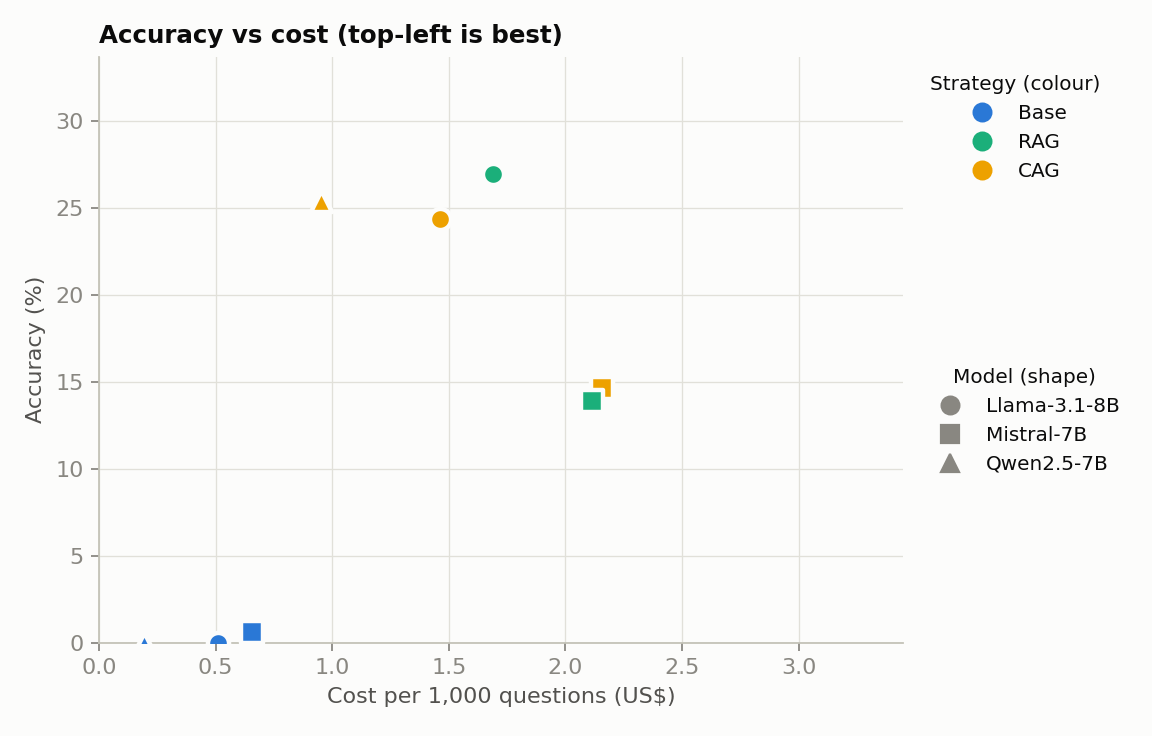 Accuracy vs cost (top-left is best)
Strategy (colour)
Base
RAG
CAG
Model (shape)
Llama-3.1-8B
Mistral-7B
Qwen2.5-7B
Accuracy (%)
30
25
20
15
10
5
0
0.0 0.5 1.0 1.5 2.0 2.5 3.0
Cost per 1,000 questions (US$)